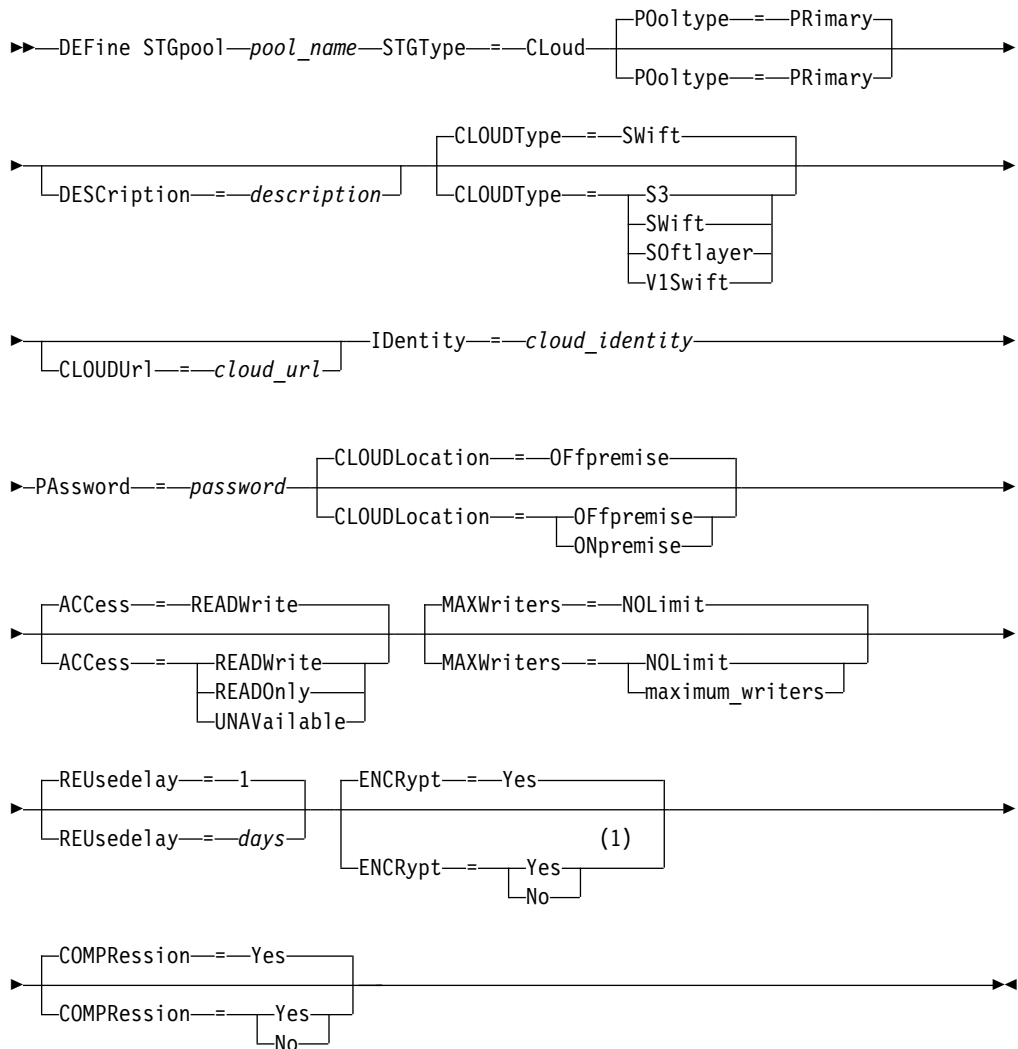 POoltype = PRimary
DEFine STGpool pool_name STGType = CLoud
POoltype = PRimary
CLOUDType = SWift
DESCription = description
CLOUDType = S3
SWift
SOftlayer
V1Swift
IDentity = cloud_identity
CLOUDUrl = cloud_url
CLOUDLocation = OFfpremise
PAssword = password
CLOUDLocation = OFfpremise
ONpremise
ACCess = READWrite
MAXWriters = NOLimit
ACCess = READWrite
READOnly
UNAVailable
MAXWriters = NOLimit
maximum_writers
REUsedelay = 1
ENCRypt = Yes
REUsedelay = days
(1)
ENCRypt = Yes
No
COMPRession = Yes
COMPRession = Yes
No